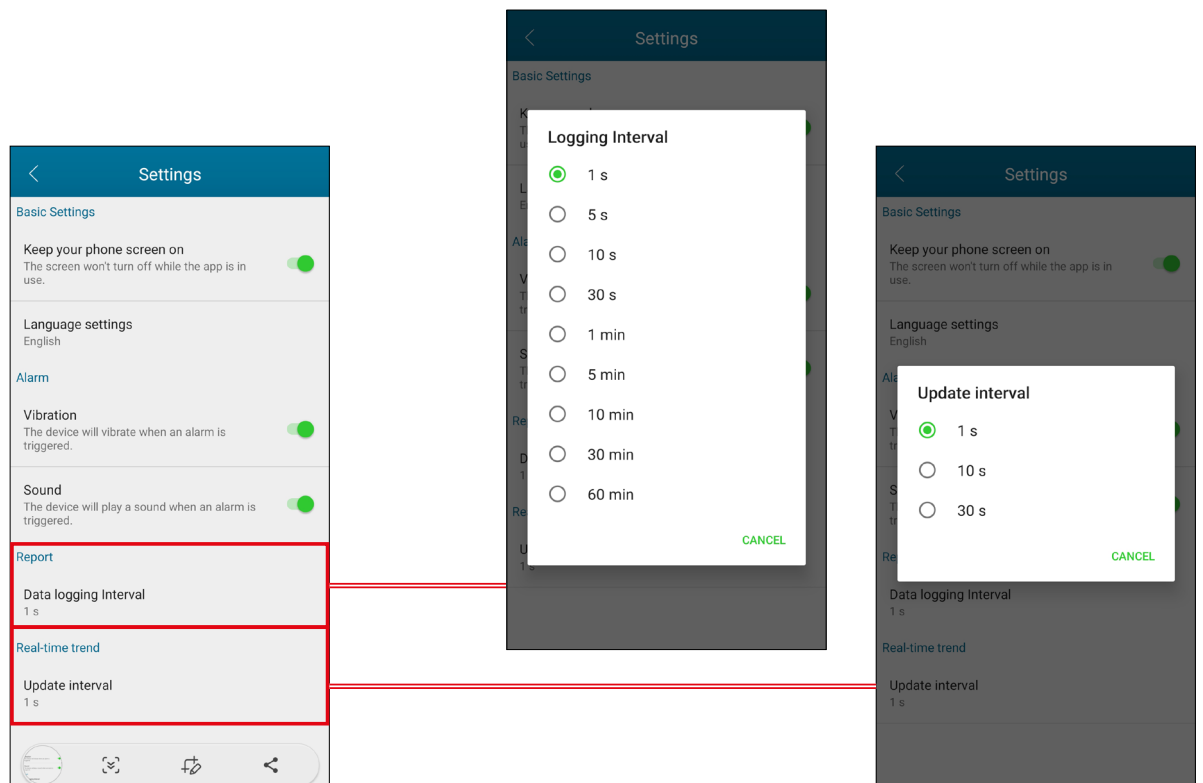 Settings
Basic Settings
Keep your phone screen on
The screen won't turn off while the app is in
use.
Language settings
English
Alarm
Vibration
The device will vibrate when an alarm is
triggered.
Sound
The device will play a sound when an alarm is
triggered.
Report
Data logging Interval
1 s
Real-time trend
Update interval
1 s
Settings
Basic Settings
Logging Interval
1 s
5 s
10 s
30 s
1 min
5 min
10 min
30 min
60 min
CANCEL
1 s
Settings
Basic Settings
Keep your phone screen on
The screen won't turn off while the app is in
use.
Language settings
English
Update interval
1 s
10 s
30 s
CANCEL
Data logging Interval
1 s
Real-time trend
Update interval
1 s